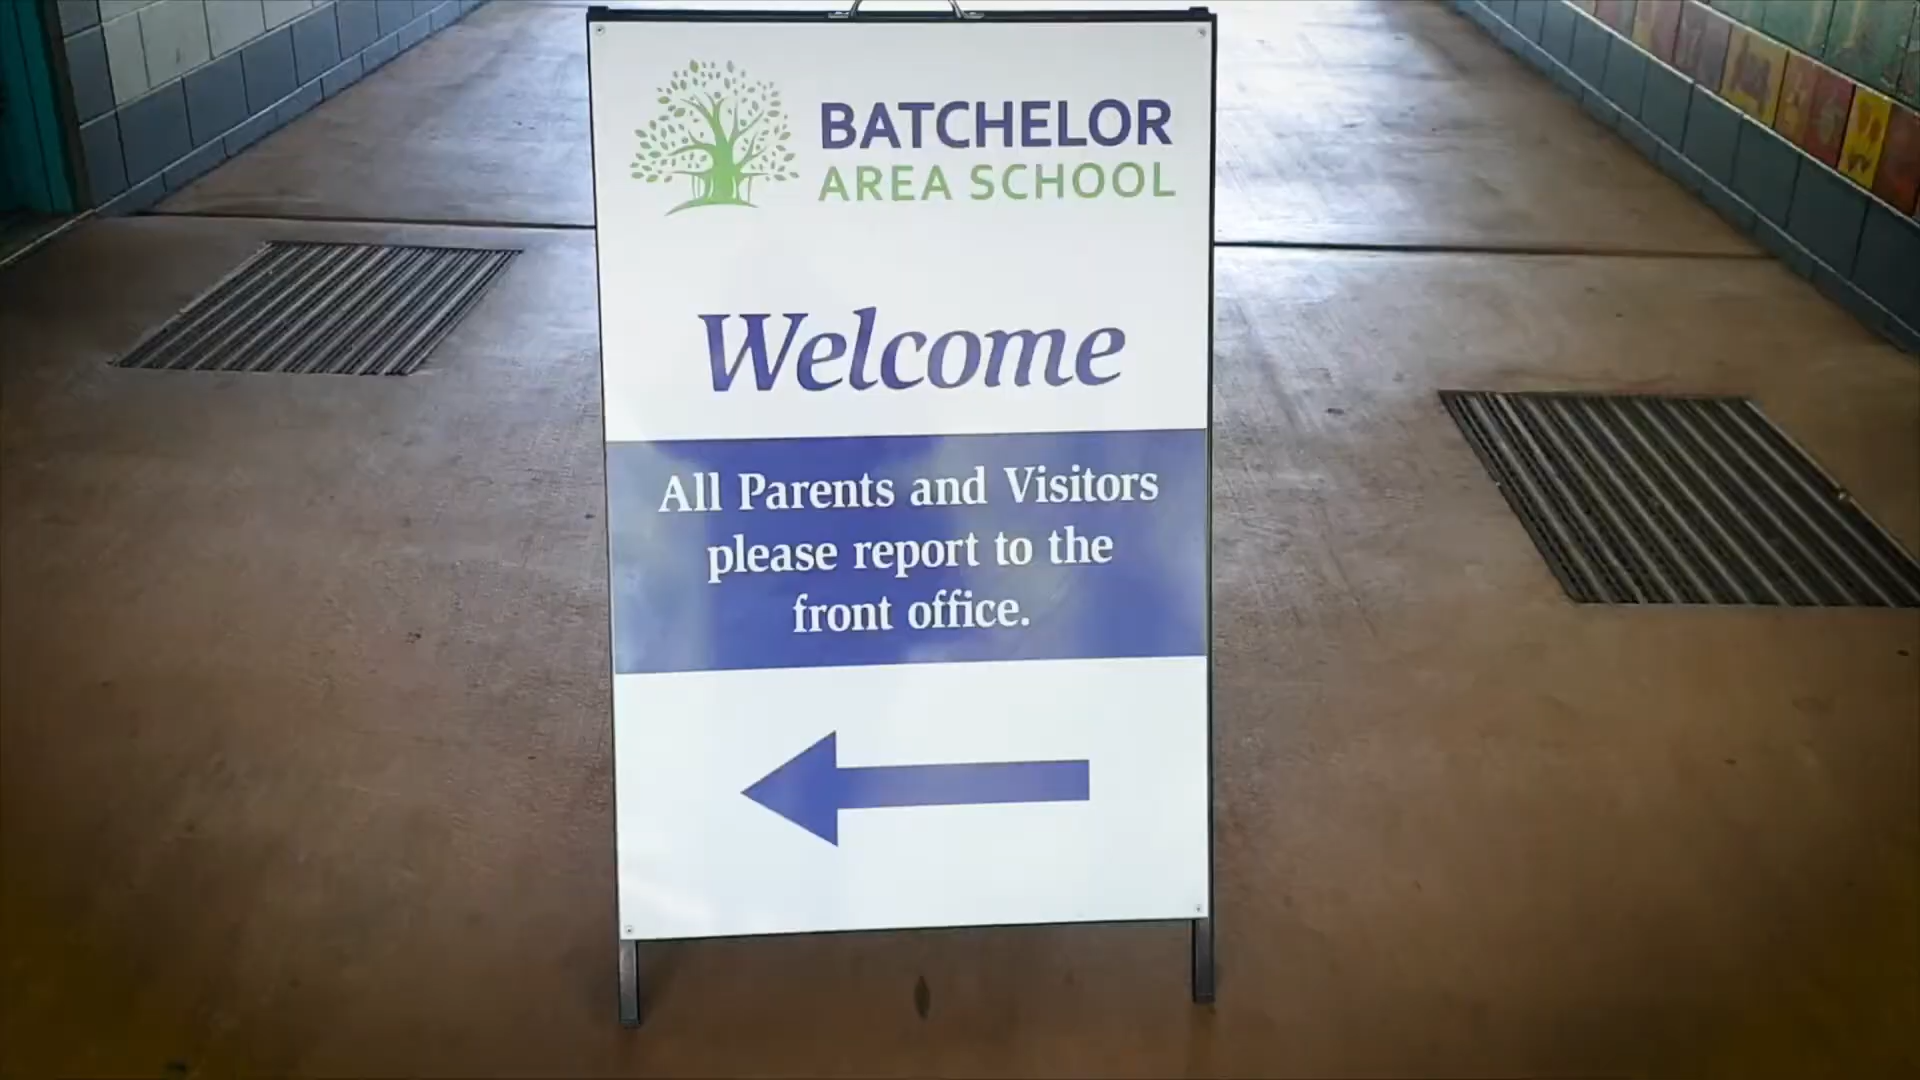 BATCHELOR
AREA SCHOOL
Welcome
All Parents and Visitors
please report to the
front office.